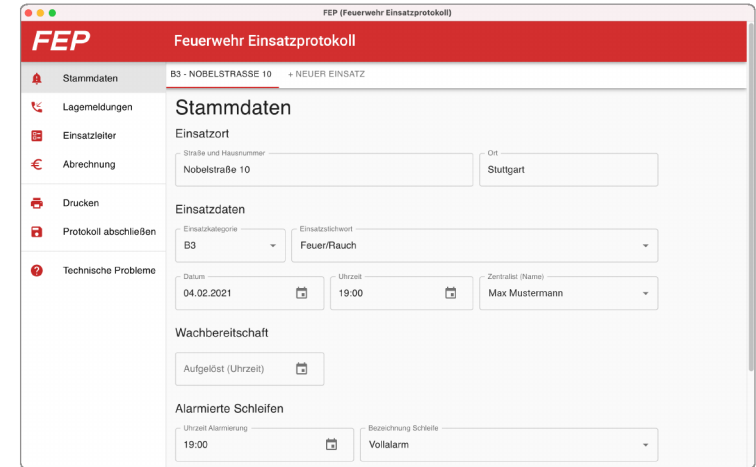 FEP (Feuerwehr Einsatzprotokoll)
FEP
Feuerwehr Einsatzprotokoll
Stammdaten
Lagemeldungen
Einsatzleiter
Abrechnung
Drucken
Protokoll abschließen
Technische Probleme
B3 - NOBELSTRASSE 10
+ NEUER EINSATZ
Stammdaten
Einsatzort
Straße und Hausnummer
Nobelstraße 10
Ort
Stuttgart
Einsatzdaten
Einsatzkategorie
B3
Einsatzstichwort
Feuer/Rauch
Datum
04.02.2021
Uhrzeit
19:00
Zentralist (Name)
Max Mustermann
Wachbereitschaft
Aufgelöst (Uhrzeit)
Alarmierte Schleifen
Uhrzeit Alarmierung
19:00
Bezeichnung Schleife
Vollalarm